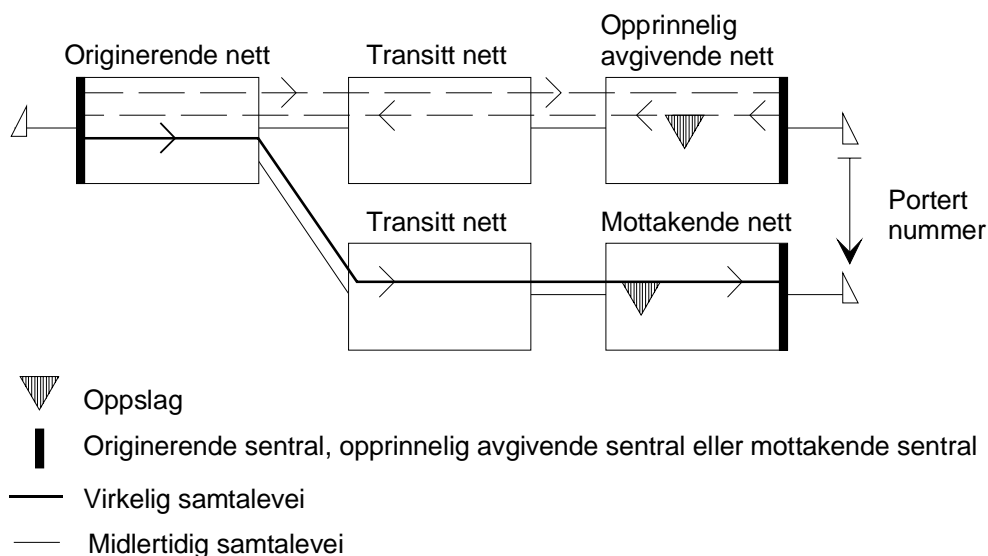 Opprinnelig
Originerende nett Transitt nett avgivende nett
Portert
nummer
Transitt nett Mottakende nett
Oppslag
Originerende sentral, opprinnelig avgivende sentral eller mottakende sentral
Virkelig samtalevei
Midlertidig samtalevei